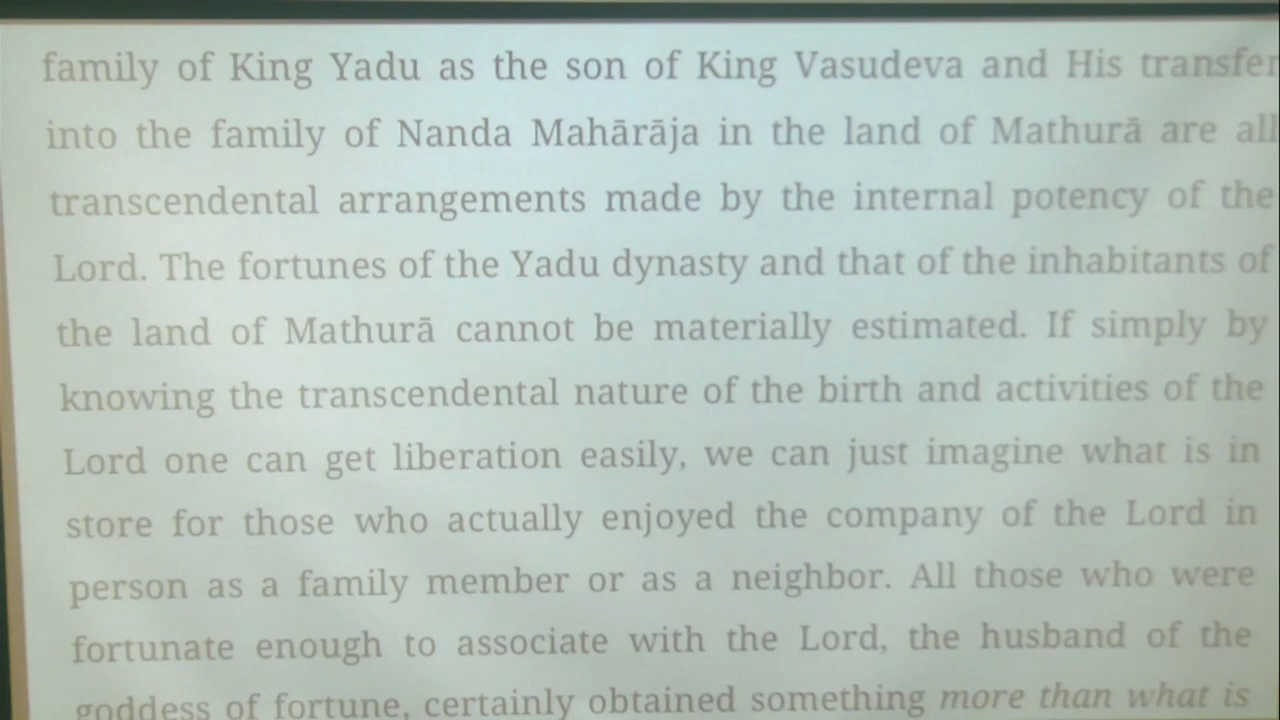 family of King Yadu as the son of King Vasudeva and His transfer
into the family of Nanda Mahārāja in the land of Mathurā are all
transcendental arrangements made by the internal potency of the
Lord. The fortunes of the Yadu dynasty and that of the inhabitants of
the land of Mathurā cannot be materially estimated. If simply by
knowing the transcendental nature of the birth and activities of the
Lord one can get liberation easily, we can just imagine what is in
store for those who actually enjoyed the company of the Lord in
person as a family member or as a neighbor. All those who were
fortunate enough to associate with the Lord, the husband of the
goddess of fortune, certainly obtained something more than what is